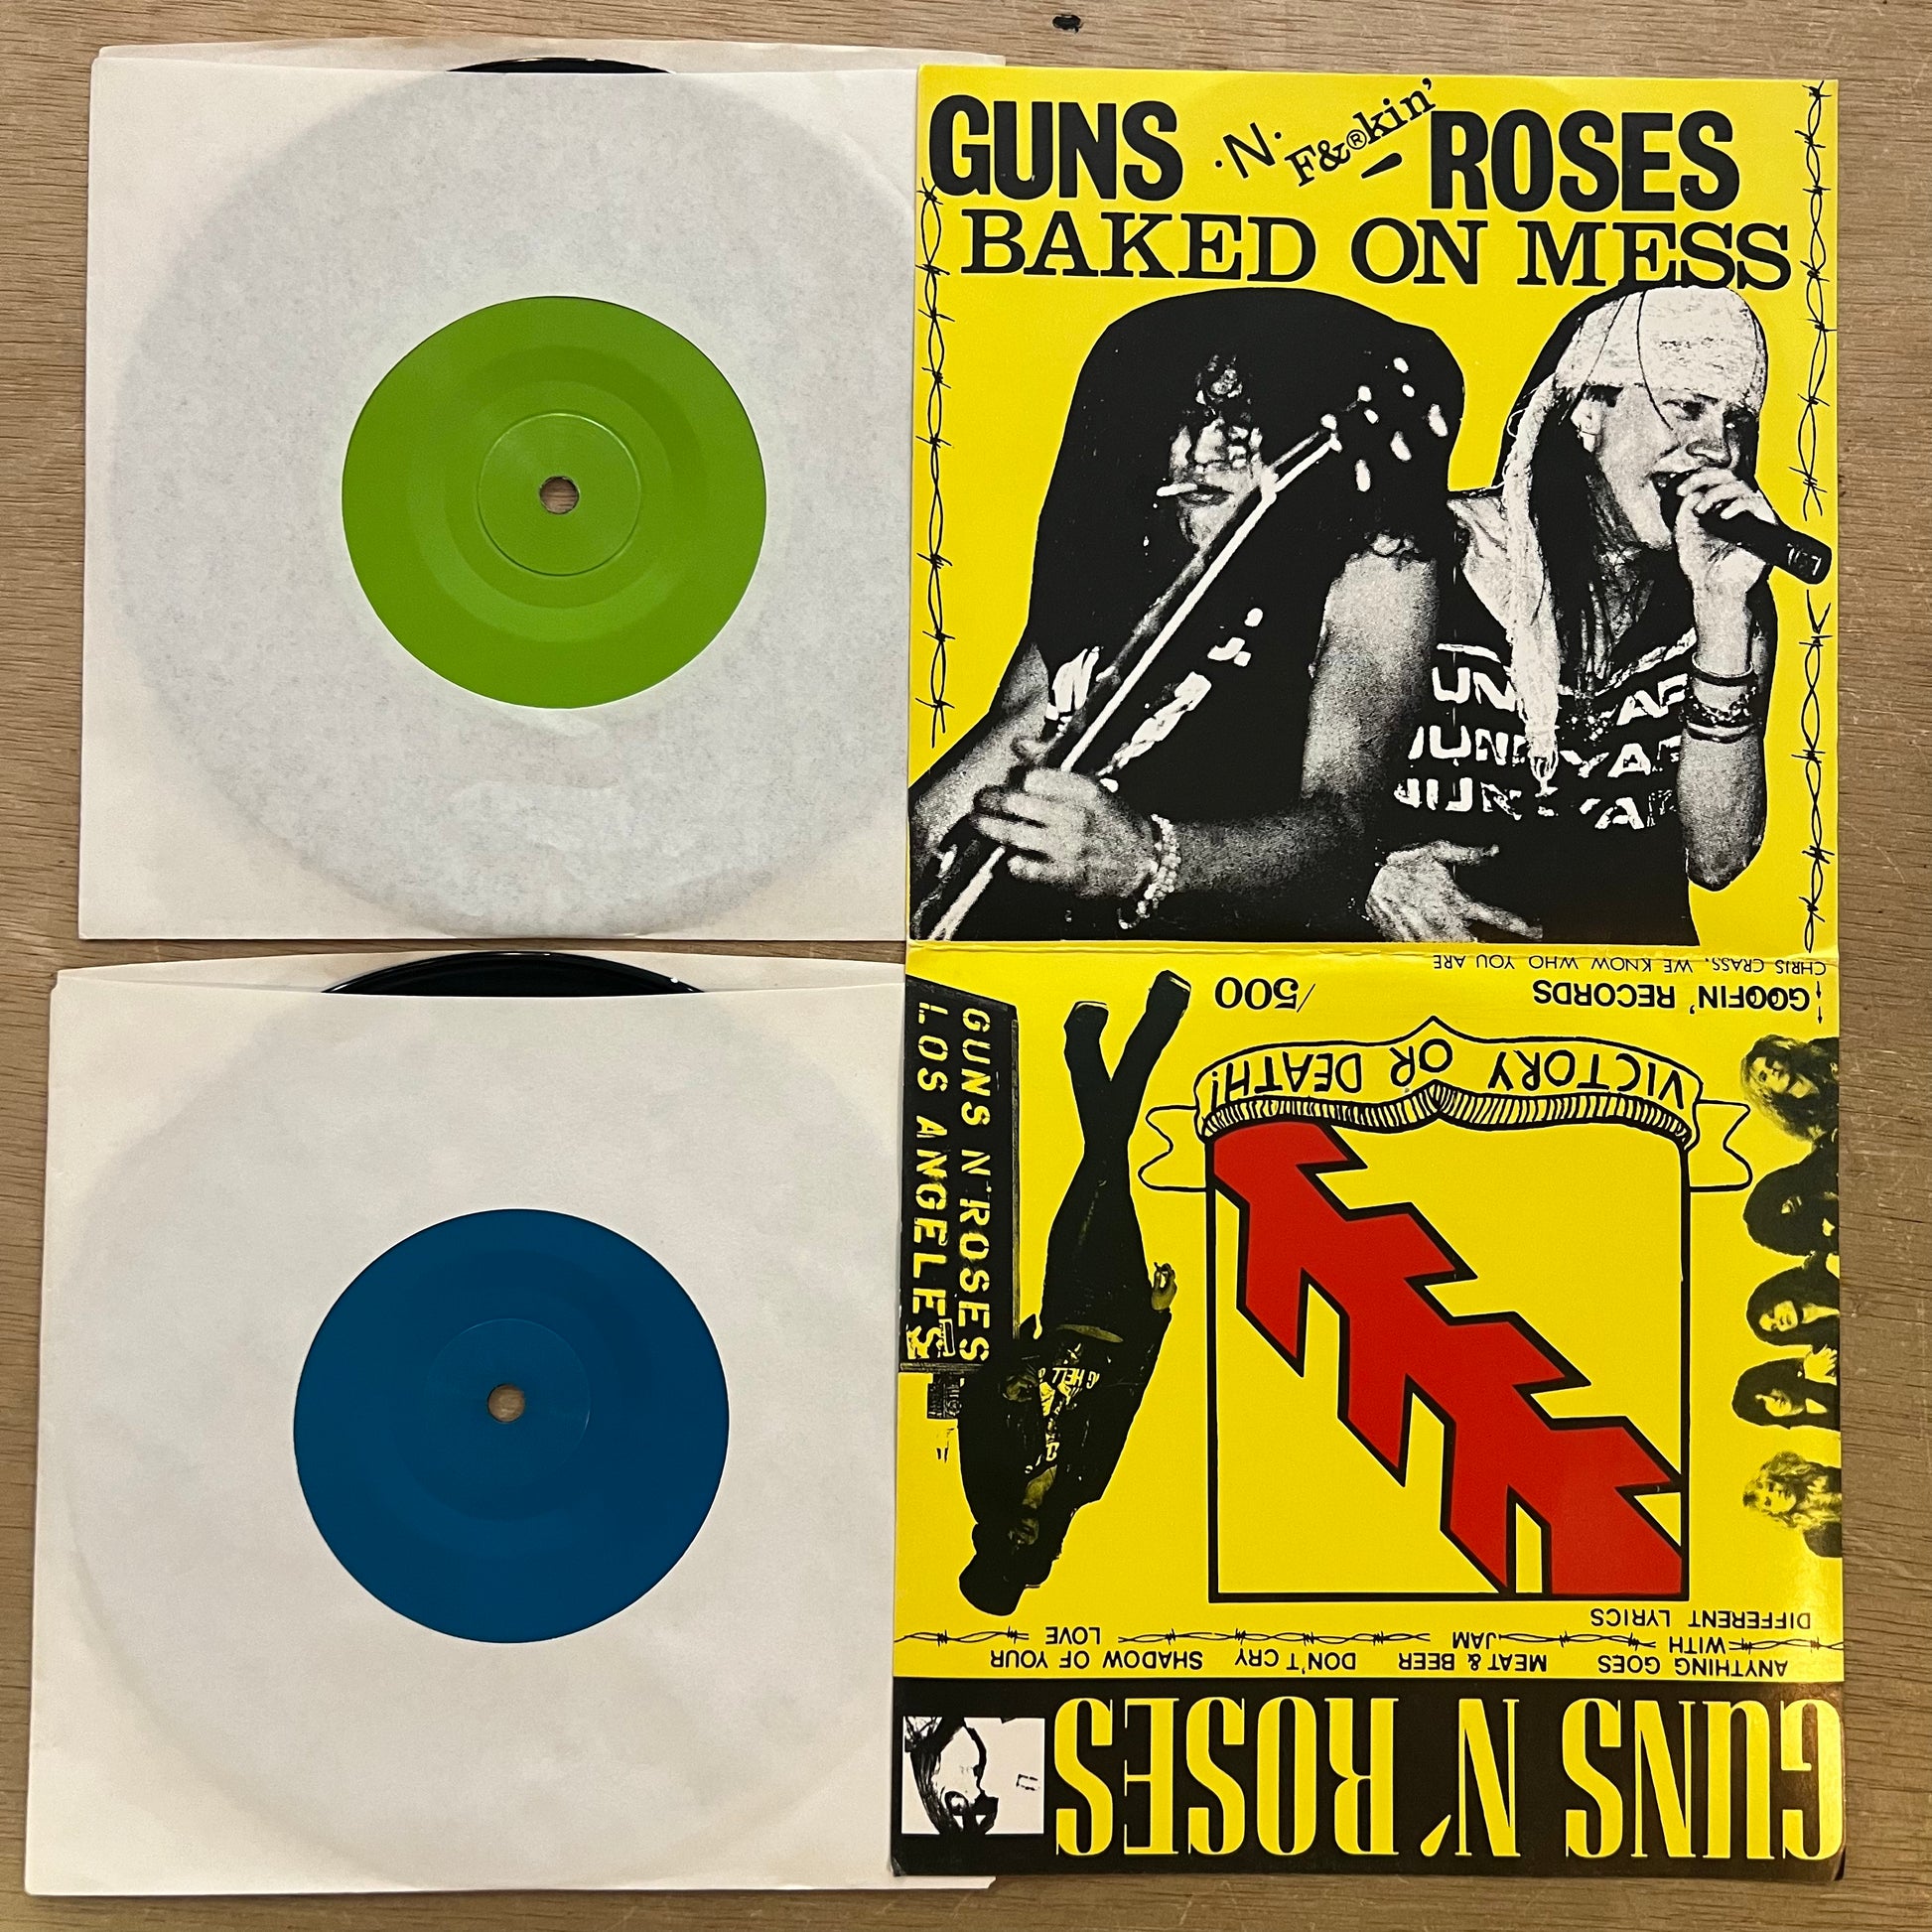 GUNS ·N· F&®kin' ROSES
BAKED ON MESS
CHRIS CRASS, WE KNOW WHO YOU ARE
GOOFIN' RECORDS
/500
VICTORY OR DEATH!
GUNS N' ROSES
LOS ANGELES
HELL
ANYTHING GOES WITH DIFFERENT LYRICS
MEAT & BEER JAM
DON'T CRY
SHADOW OF YOUR LOVE
GUNS N' ROSES